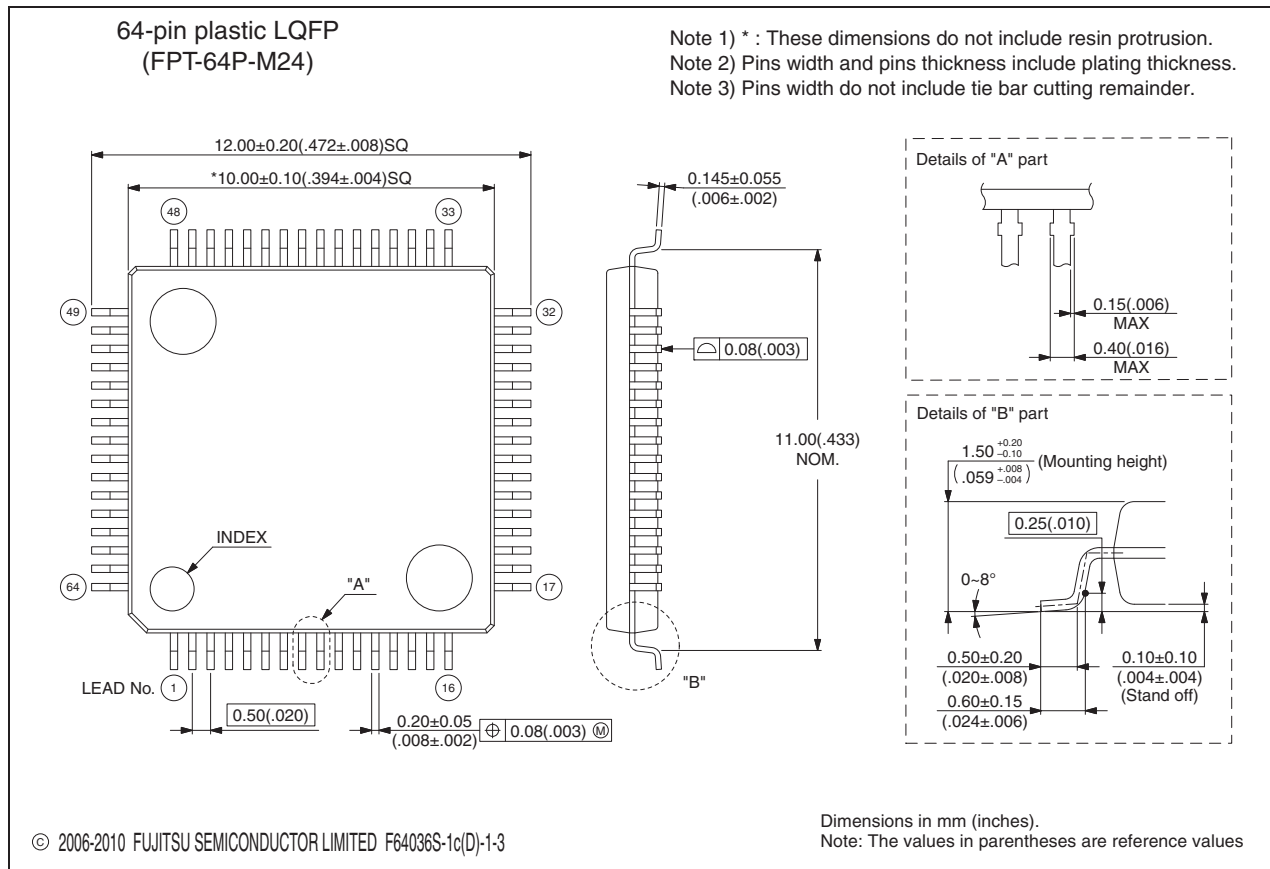 64-pin plastic LQFP
(FPT-64P-M24)
Note 1) * : These dimensions do not include resin protrusion.
Note 2) Pins width and pins thickness include plating thickness.
Note 3) Pins width do not include tie bar cutting remainder.
12.00±0.20(.472±.008)SQ
*10.00±0.10(.394±.004)SQ
48
33
49
32
64
17
INDEX
"A"
LEAD No.
1
16
0.50(.020)
0.20±0.05
(.008±.002)
⌖ 0.08(.003) Ⓜ
0.145±0.055
(.006±.002)
⌓ 0.08(.003)
11.00(.433)
NOM.
"B"
Details of "A" part
0.15(.006)
MAX
0.40(.016)
MAX
Details of "B" part
1.50 +0.20 −0.10 (Mounting height)
(.059 +.008 −.004)
0.25(.010)
0~8°
0.50±0.20
(.020±.008)
0.60±0.15
(.024±.006)
0.10±0.10
(.004±.004)
(Stand off)
© 2006-2010 FUJITSU SEMICONDUCTOR LIMITED F64036S-1c(D)-1-3
Dimensions in mm (inches).
Note: The values in parentheses are reference values